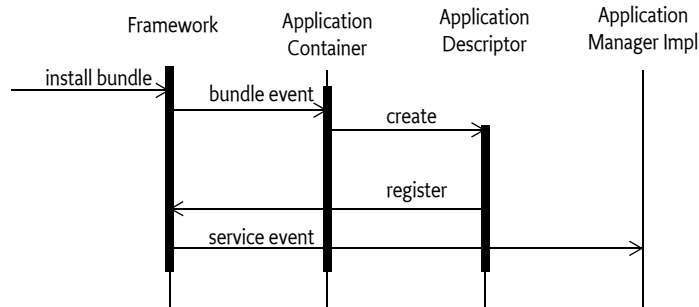 Framework
Application
Container
Application
Descriptor
Application
Manager Impl
install bundle
bundle event
create
register
service event